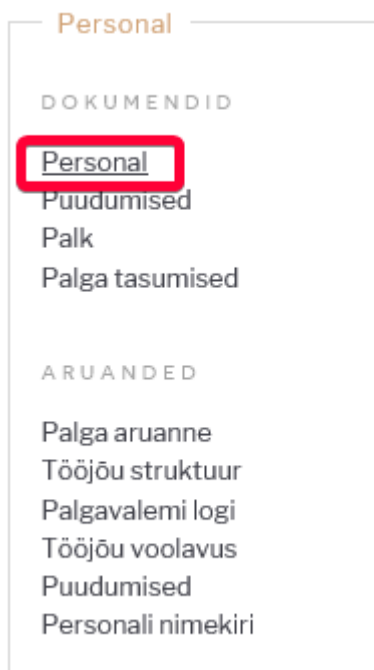 Personal
DOKUMENDID
Personal
Puudumised
Palk
Palga tasumised
ARUANDED
Palga aruanne
Tööjõu struktuur
Palgavalemi logi
Tööjõu voolavus
Puudumised
Personali nimekiri